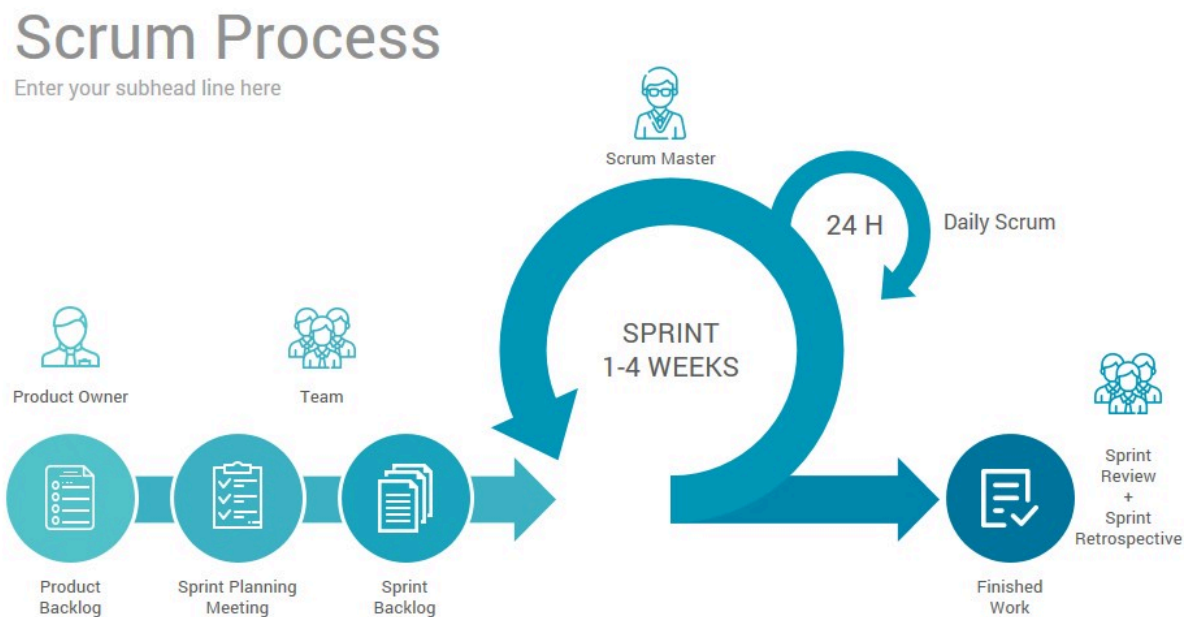 Scrum Process
Enter your subhead line here
Scrum Master
24 H
Daily Scrum
SPRINT
1-4 WEEKS
Product Owner
Team
Product
Backlog
Sprint Planning
Meeting
Sprint
Backlog
Finished
Work
Sprint
Review
+
Sprint
Retrospective